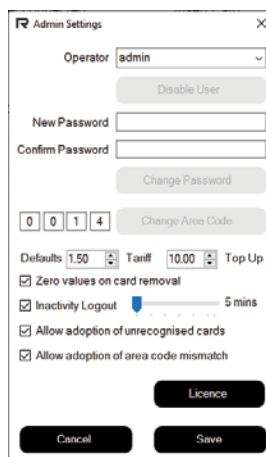 Admin Settings
Operator admin
Disable User
New Password
Confirm Password
Change Password
0 0 1 4 Change Area Code
Defaults 1.50 Tariff 10.00 Top Up
Zero values on card removal
Inactivity Logout 5 mins
Allow adoption of unrecognised cards
Allow adoption of area code mismatch
Licence
Cancel Save